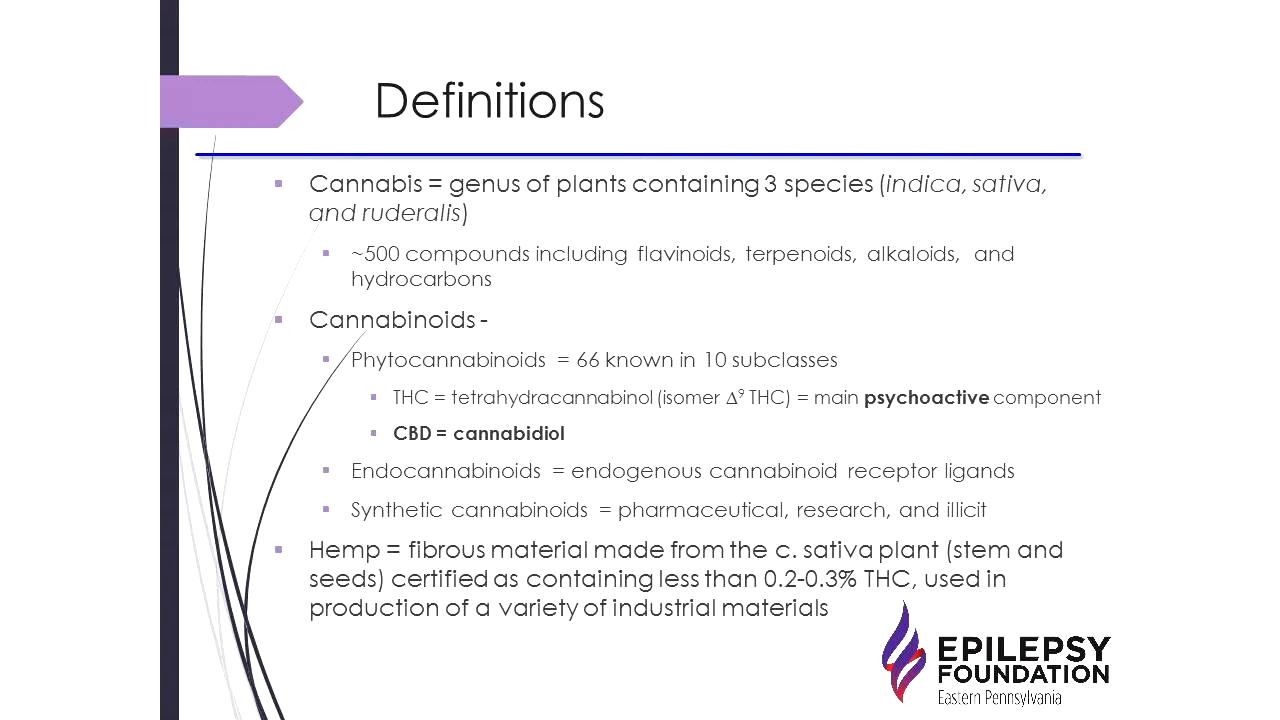 Definitions
Cannabis = genus of plants containing 3 species (indica, sativa,
and ruderalis)
~500 compounds including flavinoids, terpenoids, alkaloids, and
hydrocarbons
Cannabinoids -
Phytocannabinoids = 66 known in 10 subclasses
THC = tetrahydracannabinol (isomer Δ⁹ THC) = main psychoactive component
CBD = cannabidiol
Endocannabinoids = endogenous cannabinoid receptor ligands
Synthetic cannabinoids = pharmaceutical, research, and illicit
Hemp = fibrous material made from the c. sativa plant (stem and
seeds) certified as containing less than 0.2-0.3% THC, used in
production of a variety of industrial materials
EPILEPSY
FOUNDATION
Eastern Pennsylvania